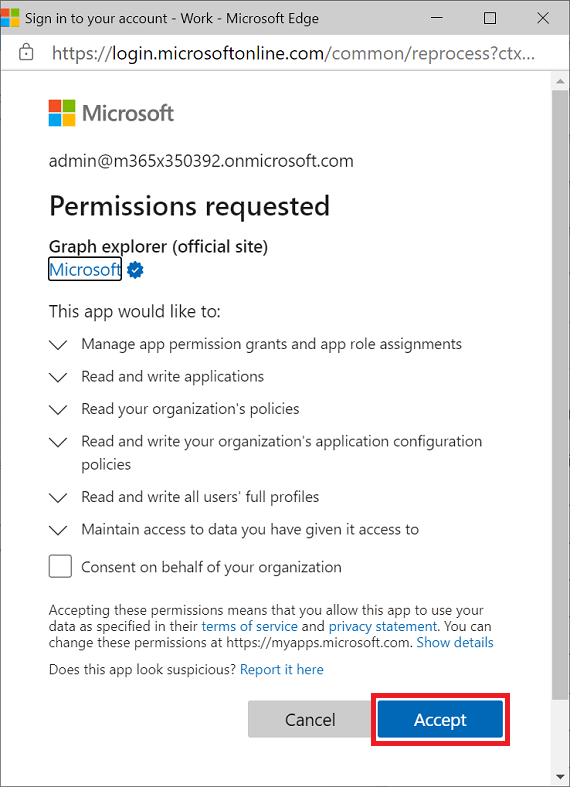 Sign in to your account - Work - Microsoft Edge
https://login.microsoftonline.com/common/reprocess?ctx...
Microsoft
admin@m365x350392.onmicrosoft.com
Permissions requested
Graph explorer (official site)
Microsoft
This app would like to:
Manage app permission grants and app role assignments
Read and write applications
Read your organization's policies
Read and write your organization's application configuration
policies
Read and write all users' full profiles
Maintain access to data you have given it access to
Consent on behalf of your organization
Accepting these permissions means that you allow this app to use your
data as specified in their terms of service and privacy statement. You can
change these permissions at https://myapps.microsoft.com. Show details
Does this app look suspicious? Report it here
Cancel
Accept